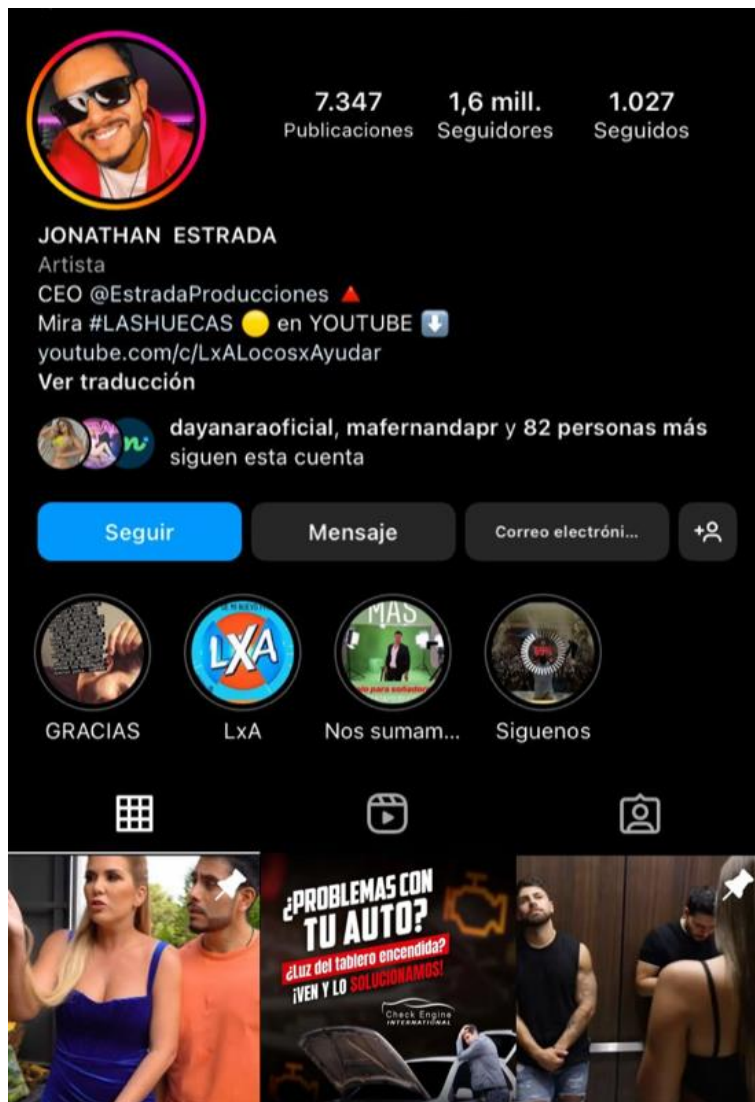 7.347
Publicaciones
1,6 mill.
Seguidores
1.027
Seguidos
JONATHAN ESTRADA
Artista
CEO @EstradaProducciones
Mira #LASHUECAS en YOUTUBE
youtube.com/c/LxALocosxAyudar
Ver traducción
ni
dayanaraoficial, mafernandapr y 82 personas más
siguen esta cuenta
Seguir
Mensaje
Correo electróni...
LXA
MAS
69%
GRACIAS
LxA
Nos sumam...
Siguenos
¿PROBLEMAS CON
TU AUTO?
¿Luz del tablero encendida?
¡VEN Y LO SOLUCIONAMOS!
Check Engine
INTERNATIONAL